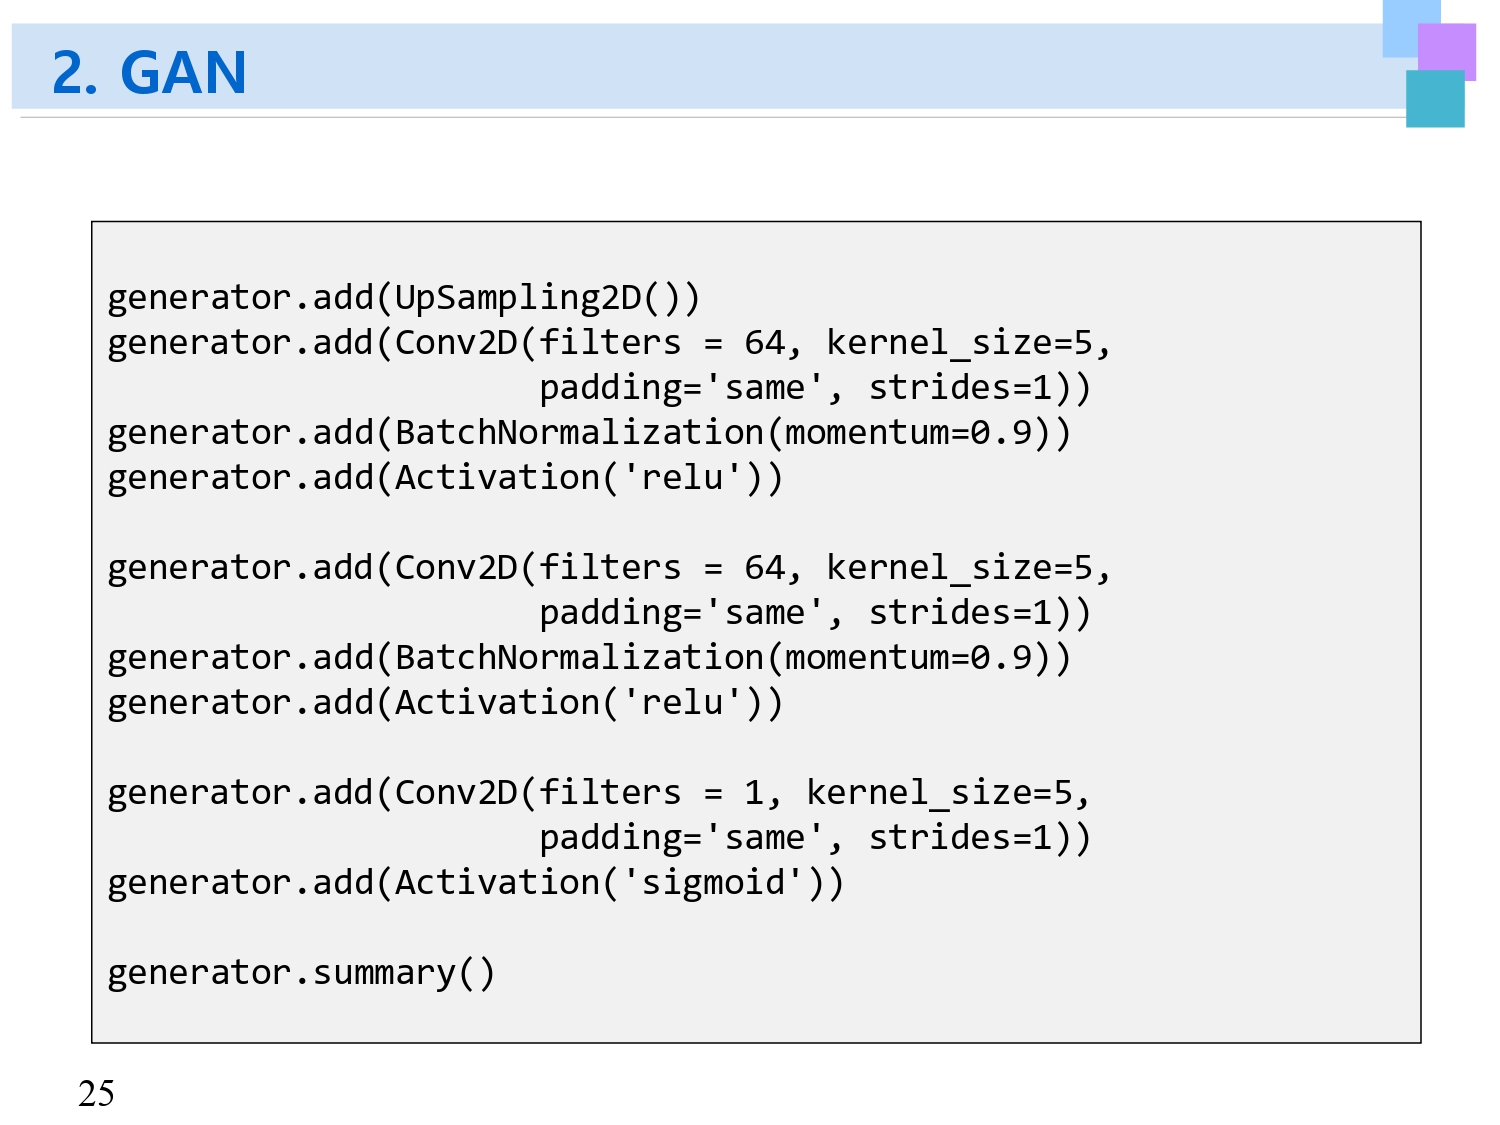 2. GAN
generator.add(UpSampling2D())
generator.add(Conv2D(filters = 64, kernel_size=5,
                     padding='same', strides=1))
generator.add(BatchNormalization(momentum=0.9))
generator.add(Activation('relu'))

generator.add(Conv2D(filters = 64, kernel_size=5,
                     padding='same', strides=1))
generator.add(BatchNormalization(momentum=0.9))
generator.add(Activation('relu'))

generator.add(Conv2D(filters = 1, kernel_size=5,
                     padding='same', strides=1))
generator.add(Activation('sigmoid'))

generator.summary()
25